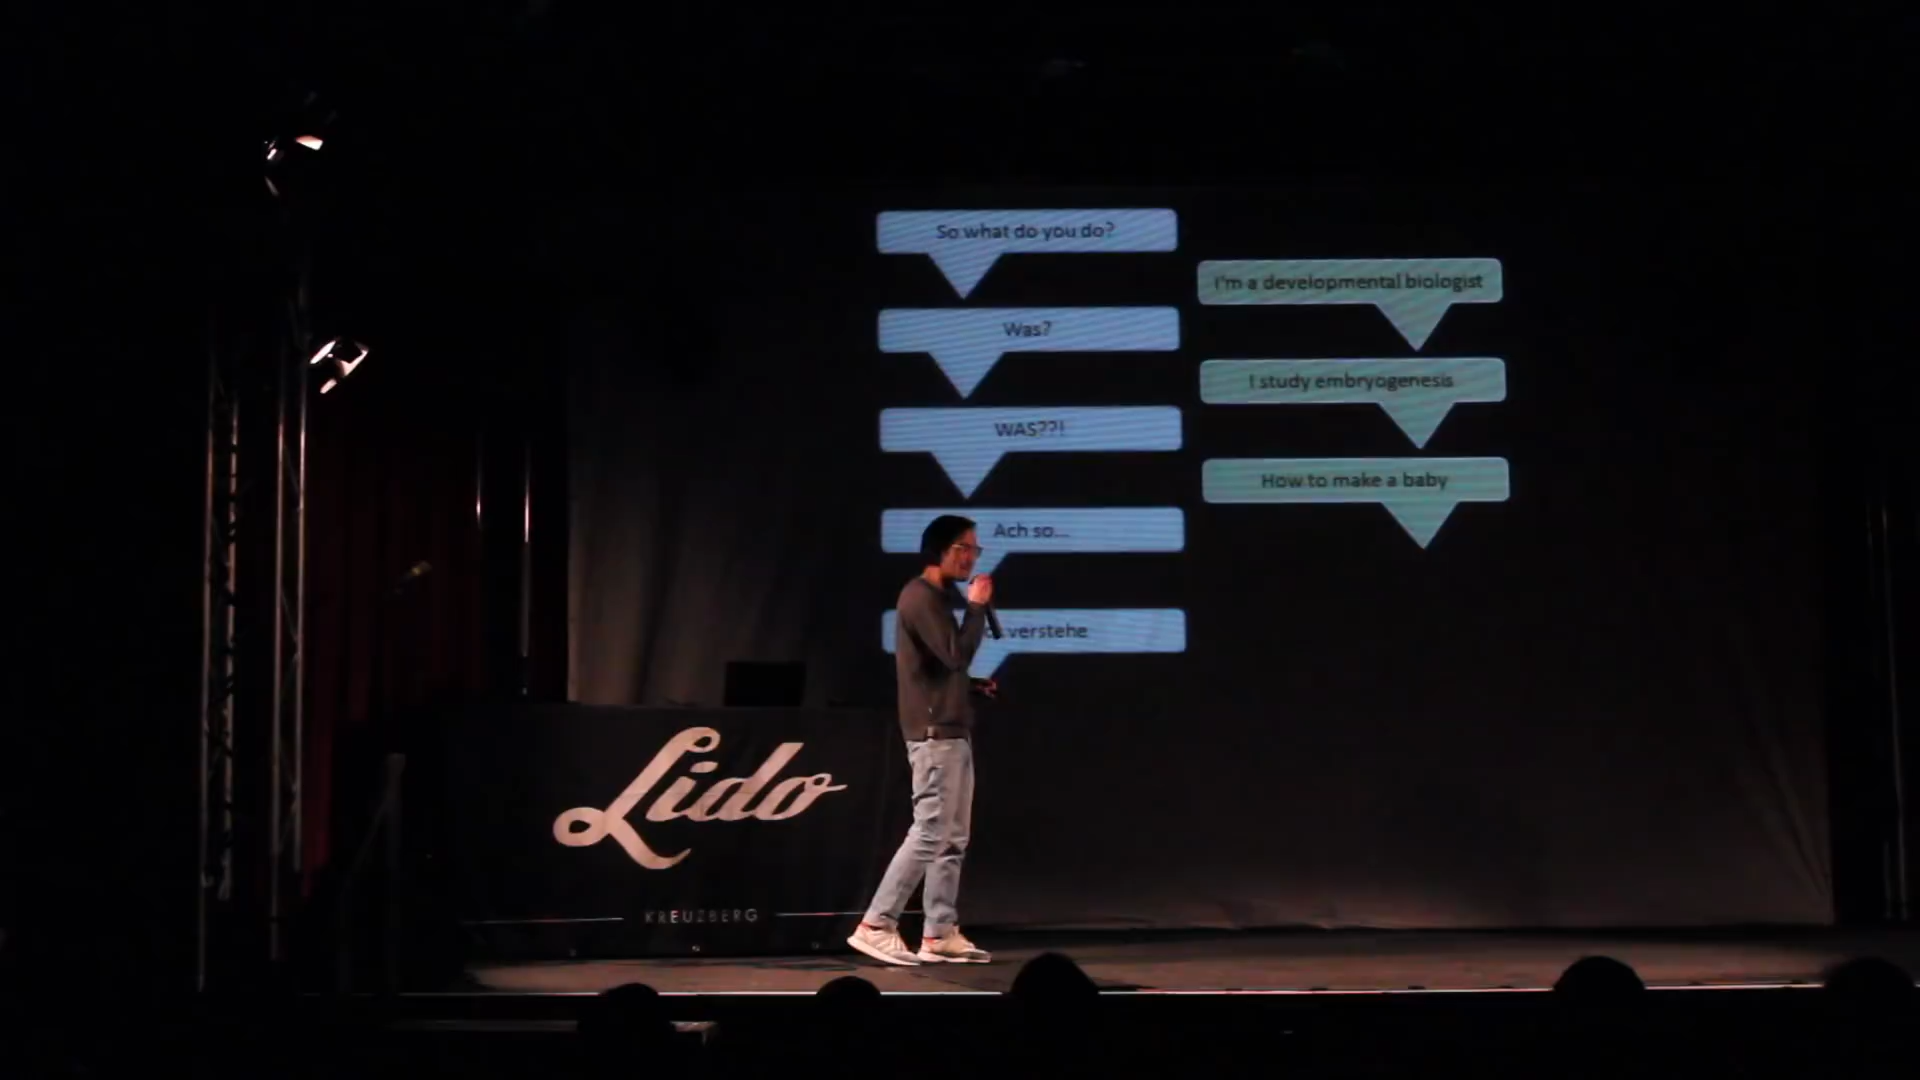 So what do you do?
I'm a developmental biologist
Was?
I study embryogenesis
WAS??!
How to make a baby
Ach so...
verstehe
Lido
KREUZBERG